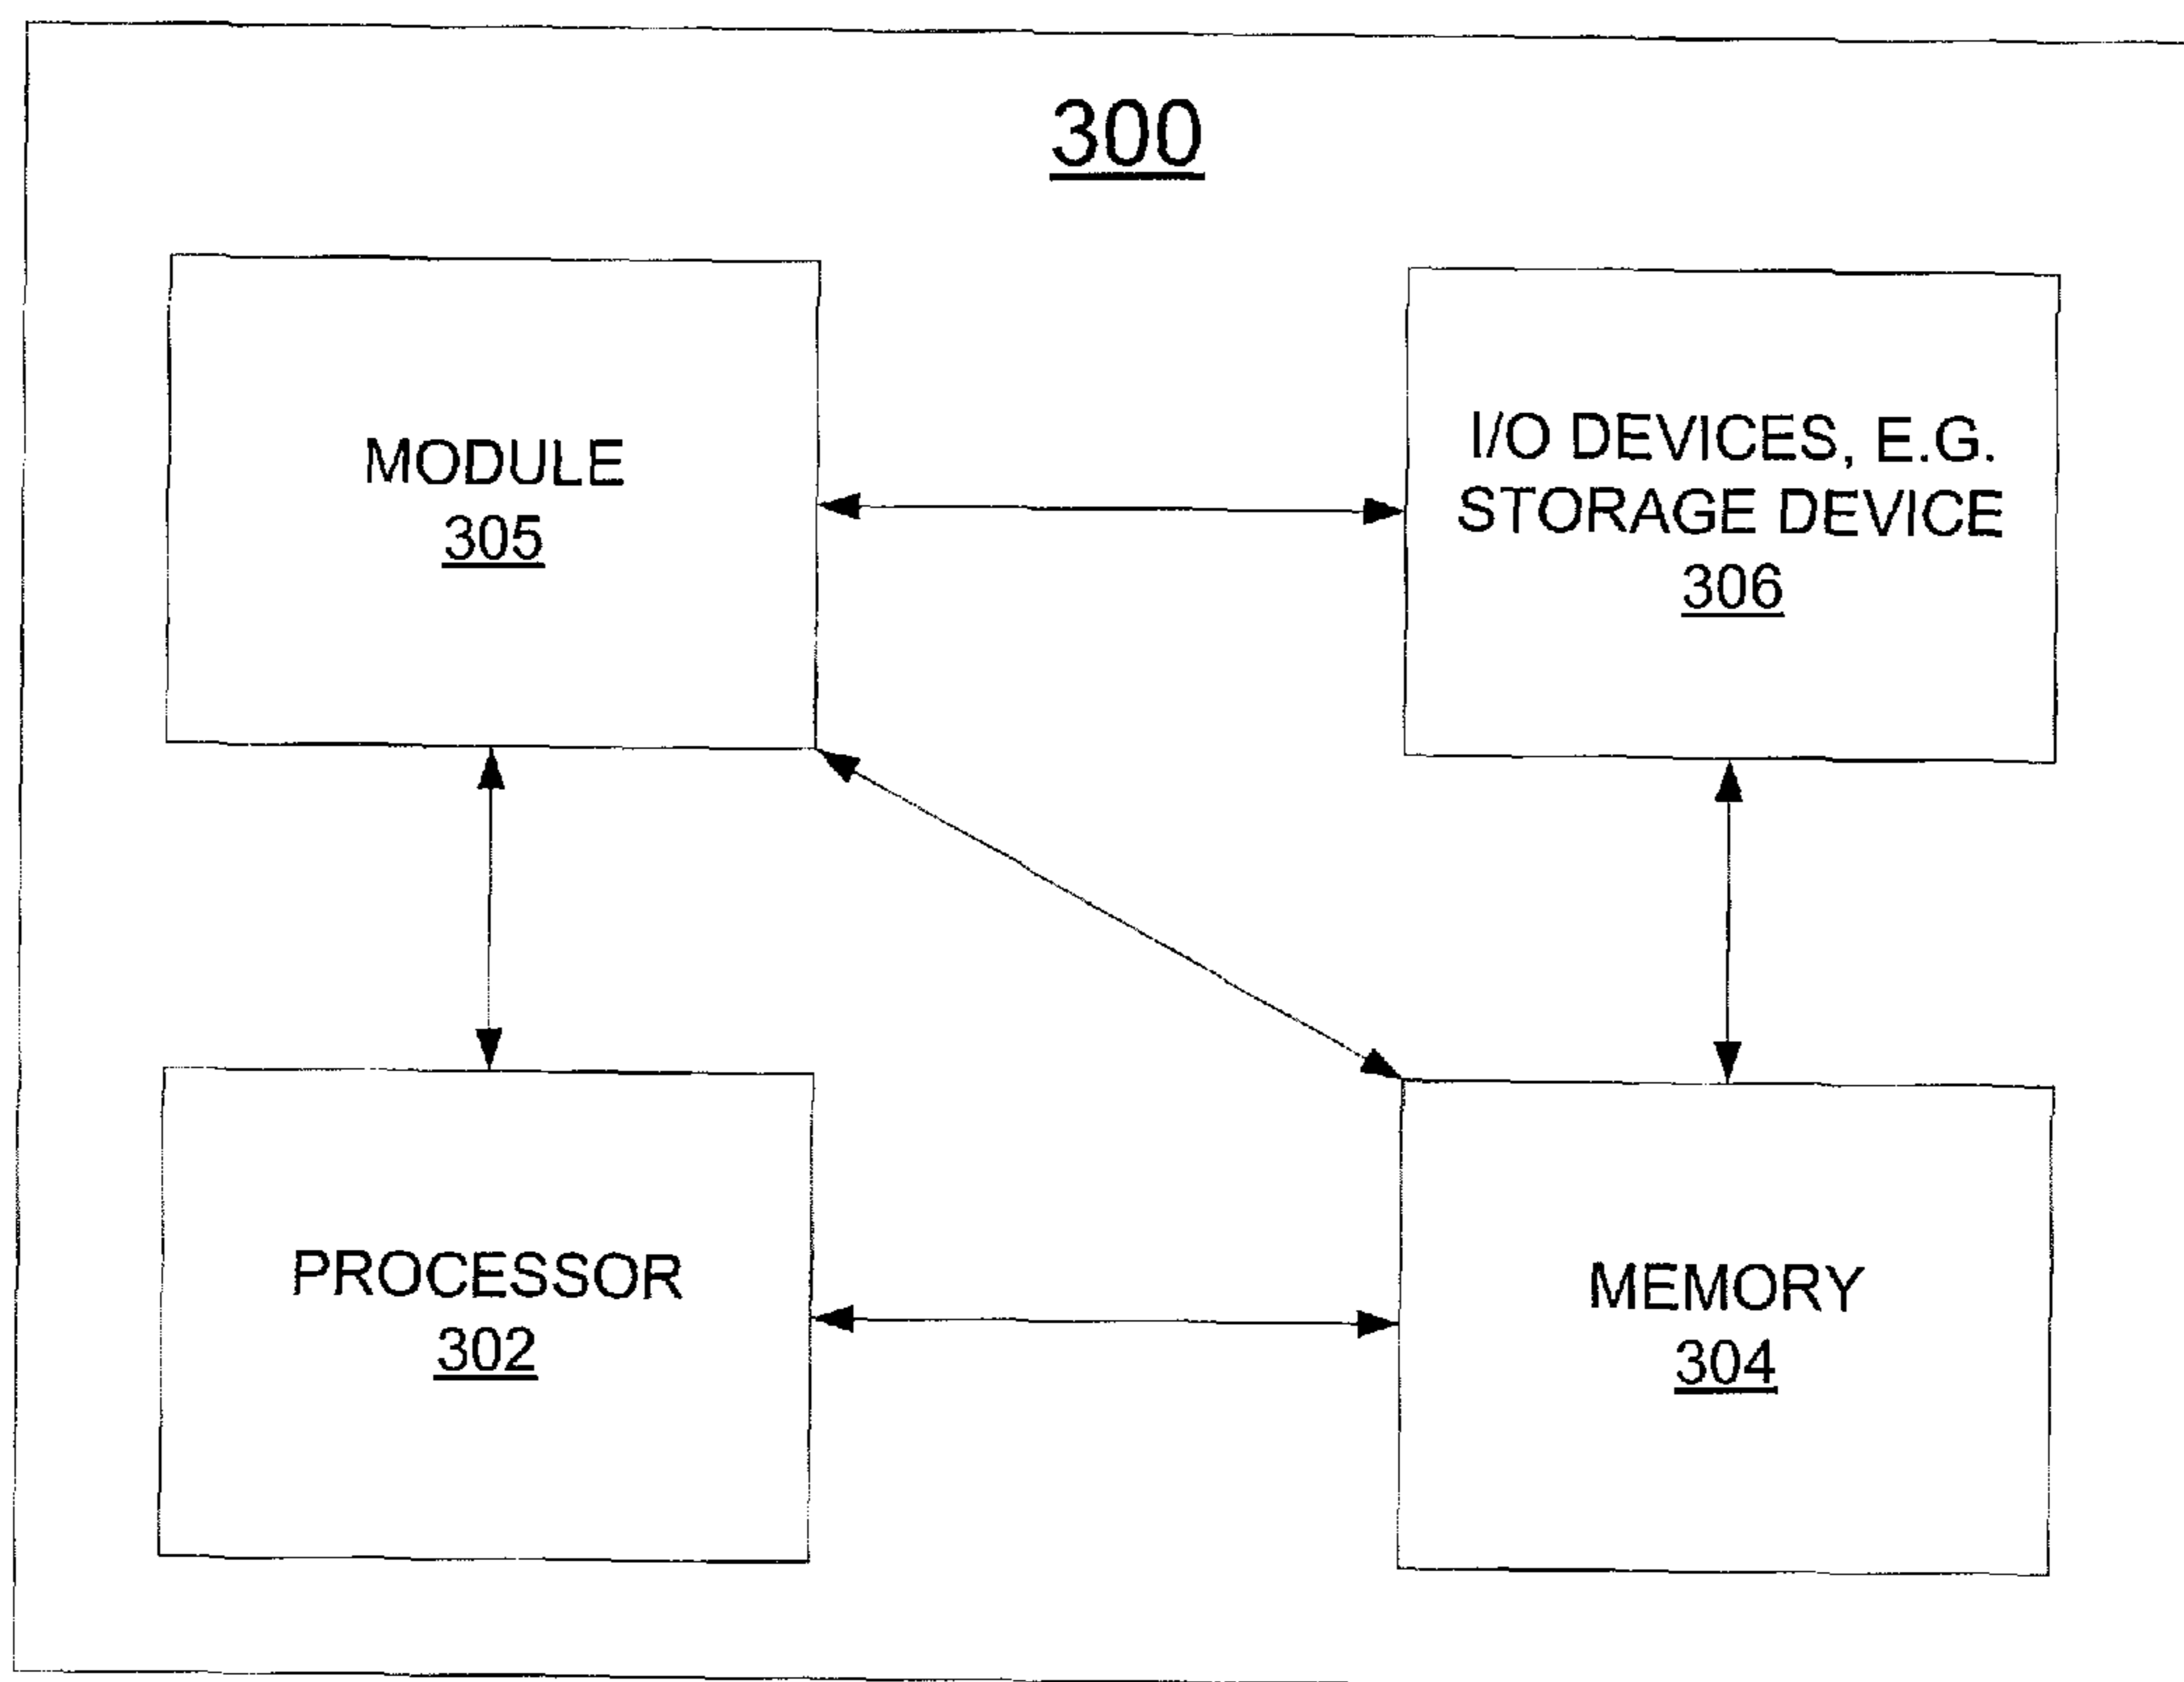 300
MODULE
305
I/O DEVICES, E.G.
STORAGE DEVICE
306
PROCESSOR
302
MEMORY
304